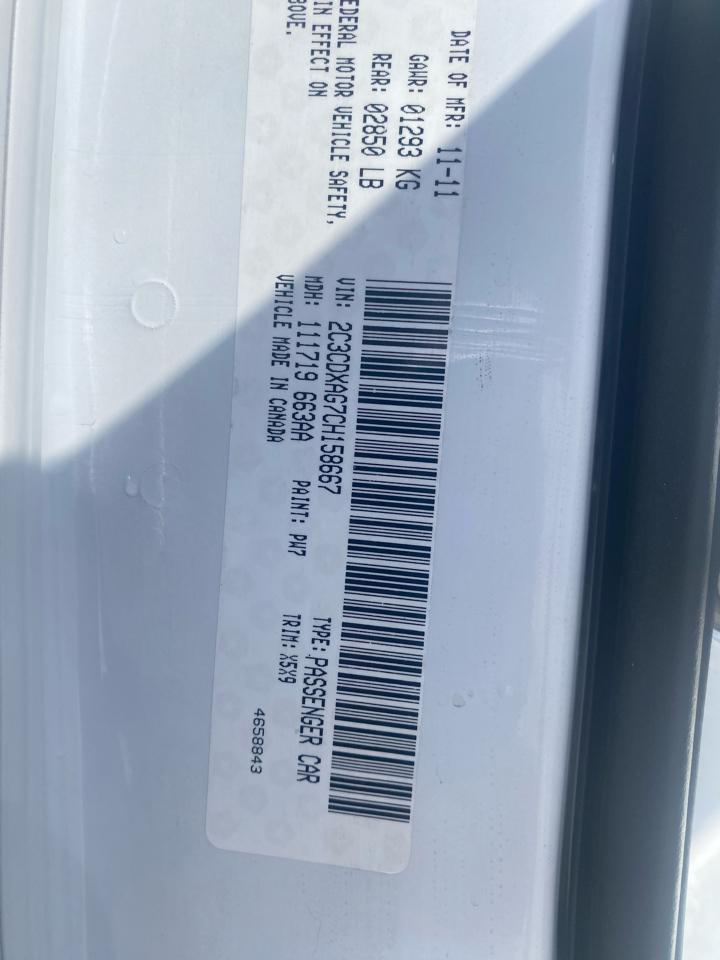 DATE OF MFR: 11-11
GAWR: 01293 KG
REAR: 02850 LB
EDERAL MOTOR VEHICLE SAFETY,
IN EFFECT ON
BOVE.
VIN: 2C3CDXAG7CH158667
TYPE: PASSENGER CAR
MDH: 111719 663AA PAINT: PW7 TRIM: X5X9
VEHICLE MADE IN CANADA
4658843